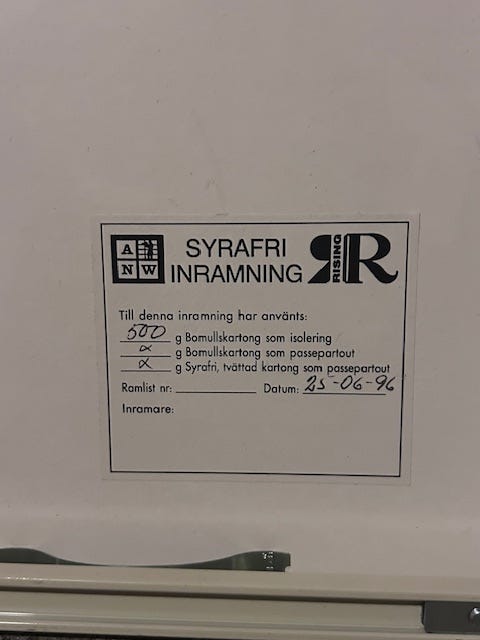 A N W
SYRAFRI
INRAMNING
RISING
R
Till denna inramning har använts:
500 g Bomullskartong som isolering
α g Bomullskartong som passepartout
α g Syrafri, tvättad kartong som passepartout
Ramlist nr: Datum: 25-06-96
Inramare: